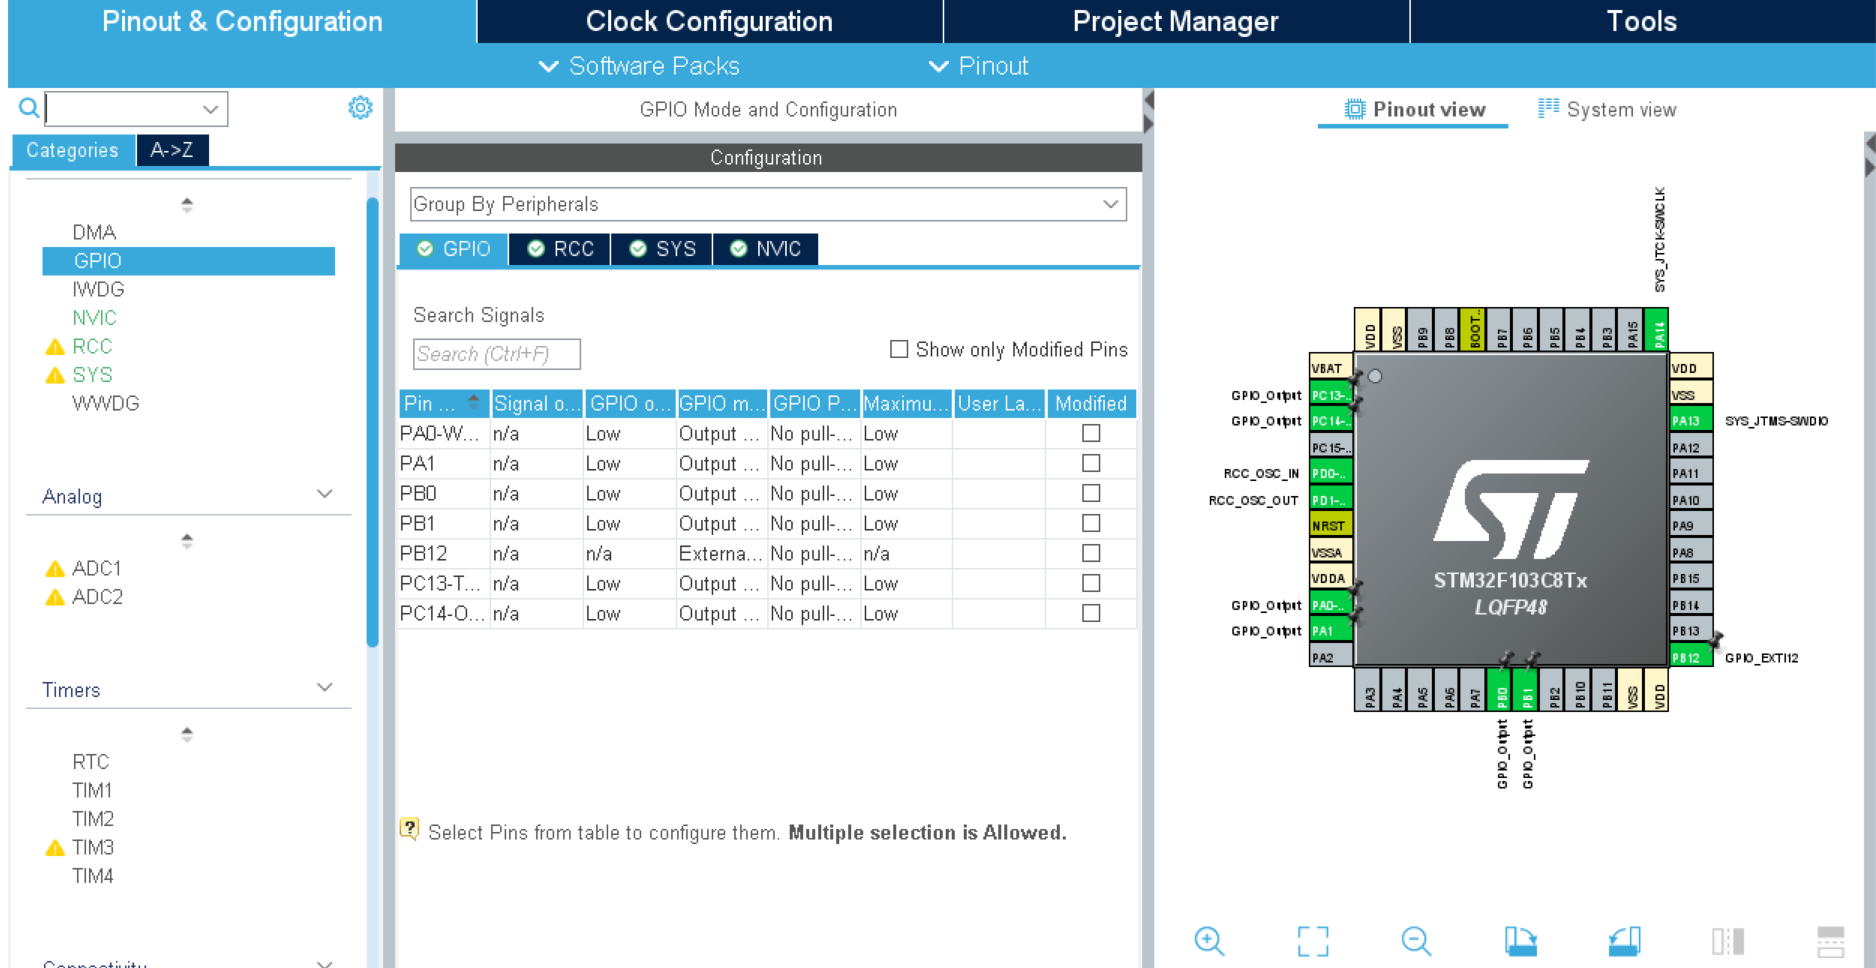 Pinout & Configuration
Clock Configuration
Project Manager
Tools
Software Packs
Pinout
Categories
A->Z
DMA
GPIO
IWDG
NVIC
RCC
SYS
WWDG
Analog
ADC1
ADC2
Timers
RTC
TIM1
TIM2
TIM3
TIM4
Connectivity
GPIO Mode and Configuration
Configuration
Group By Peripherals
GPIO
RCC
SYS
NVIC
Search Signals
Search (Ctrl+F)
Show only Modified Pins
Pin ... Signal o... GPIO o... GPIO m... GPIO P... Maximu... User La... Modified
PA0-W... n/a Low Output ... No pull-... Low
PA1 n/a Low Output ... No pull-... Low
PB0 n/a Low Output ... No pull-... Low
PB1 n/a Low Output ... No pull-... Low
PB12 n/a n/a Externa... No pull-... n/a
PC13-T... n/a Low Output ... No pull-... Low
PC14-O... n/a Low Output ... No pull-... Low
Select Pins from table to configure them. Multiple selection is Allowed.
Pinout view
System view
SYS_JTCK-SWCLK
VDD
VSS
PB9
PB8
BOOT..
PB7
PB6
PB5
PB4
PB3
PA15
PA14
VBAT
GPIO_Output PC13-..
GPIO_Output PC14-..
PC15-..
RCC_OSC_IN PD0-..
RCC_OSC_OUT PD1-..
NRST
VSSA
VDDA
GPIO_Output PA0-..
GPIO_Output PA1
PA2
STM32F103C8Tx
LQFP48
VDD
VSS
PA13 SYS_JTMS-SWDIO
PA12
PA11
PA10
PA9
PA8
PB15
PB14
PB13
PB12 GPIO_EXTI12
PA3
PA4
PA5
PA6
PA7
PB0
PB1
PB2
PB10
PB11
VSS
VDD
GPIO_Output
GPIO_Output